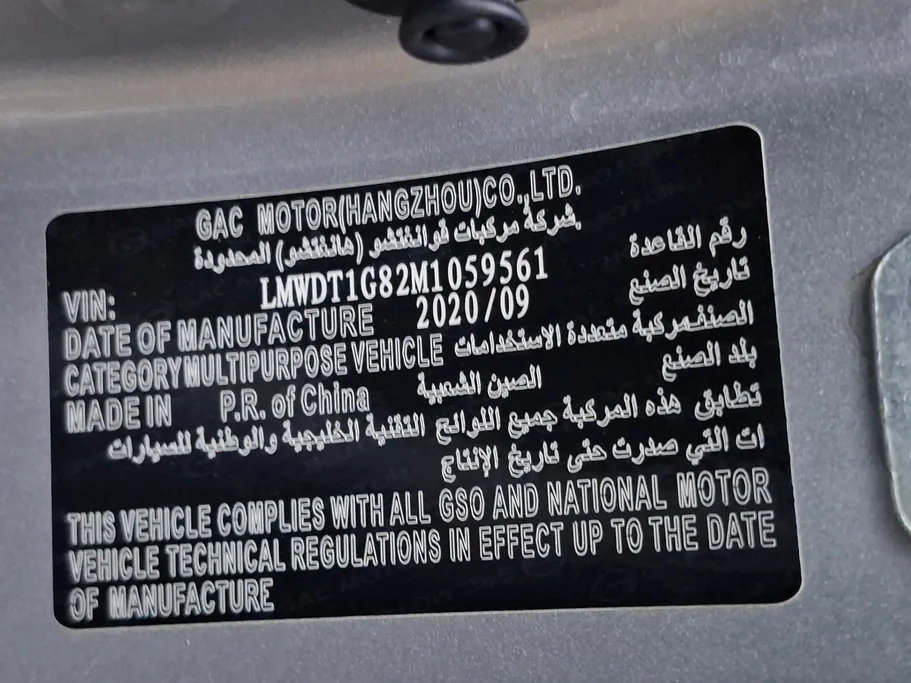 GAC MOTOR(HANGZHOU)CO.,LTD.
شركة مركبات قوانغتشو (هانغتشو) المحدودة.
VIN: LMWDT1G82M1059561 رقم القاعدة
DATE OF MANUFACTURE 2020/09 تاريخ الصنع
CATEGORY MULTIPURPOSE VEHICLE الصنف مركبة متعددة الاستخدامات
MADE IN P.R. of China الصين الشعبية بلد الصنع
تطابق هذه المركبة جميع اللوائح التقنية الخليجية والوطنية للسيارات
ات التي صدرت حتى تاريخ الإنتاج
THIS VEHICLE COMPLIES WITH ALL GSO AND NATIONAL MOTOR
VEHICLE TECHNICAL REGULATIONS IN EFFECT UP TO THE DATE
OF MANUFACTURE